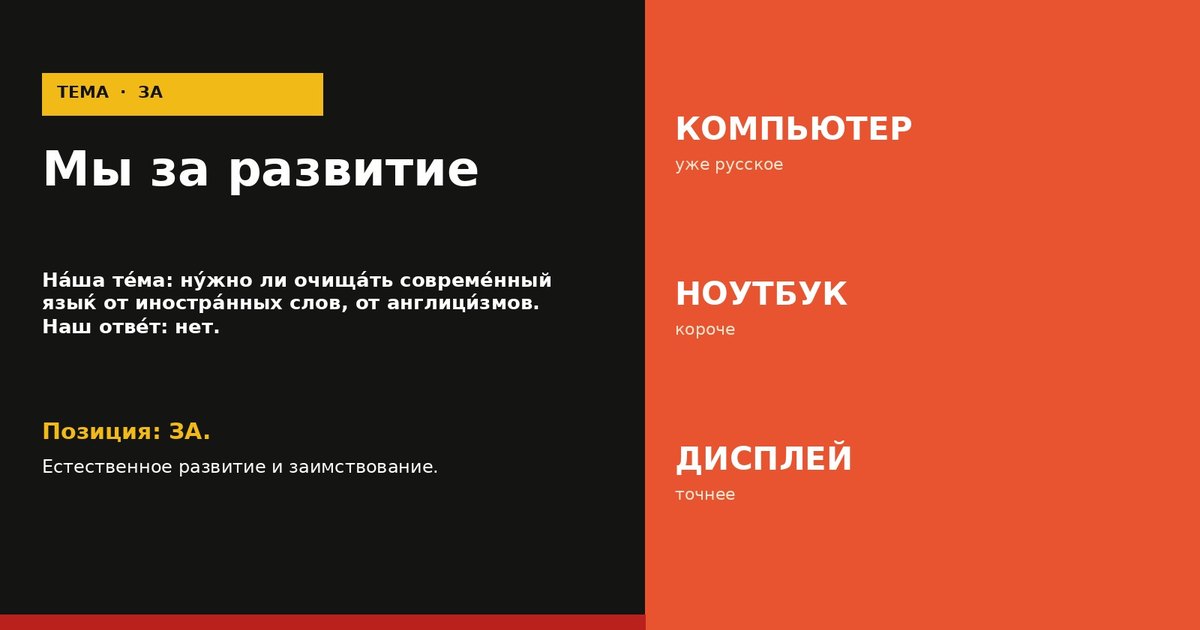 ТЕМА · ЗА
Мы за развитие
На́ша те́ма: ну́жно ли очища́ть совреме́нный
язы́к от иностра́нных слов, от англици́змов.
Наш отве́т: нет.
Позиция: ЗА.
Естественное развитие и заимствование.
КОМПЬЮТЕР
уже русское
НОУТБУК
короче
ДИСПЛЕЙ
точнее